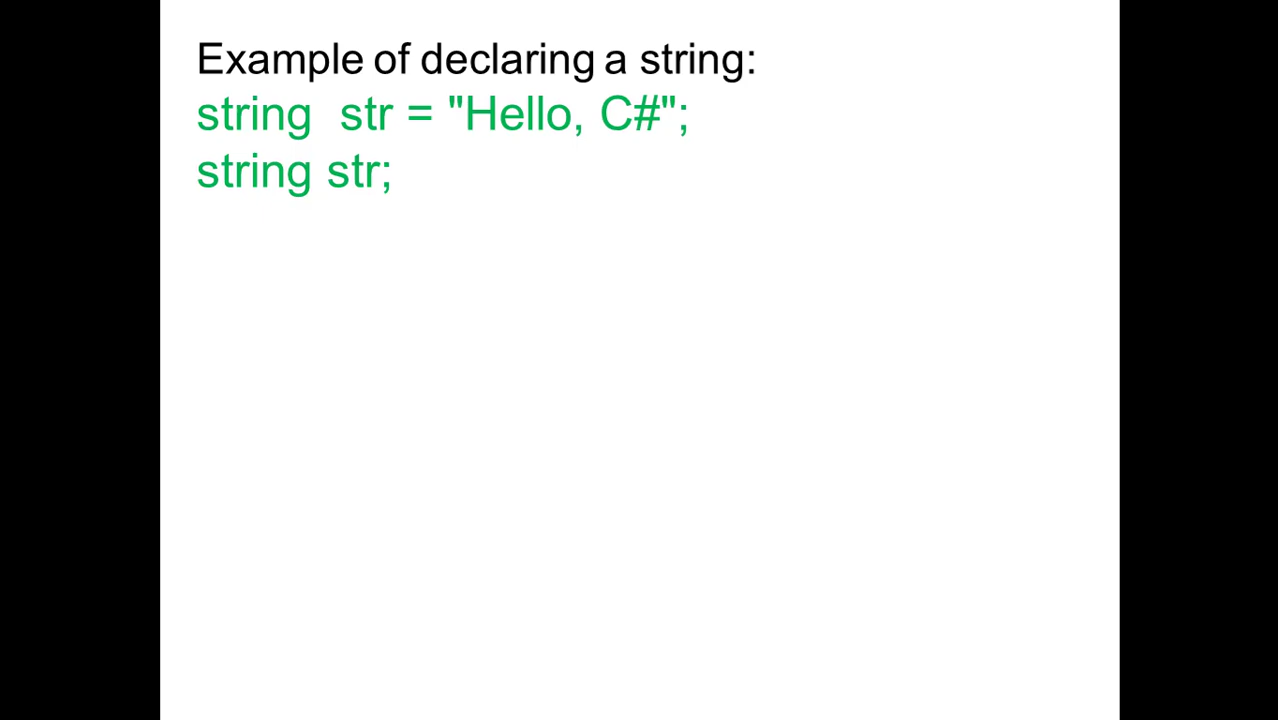 Example of declaring a string:
string  str = "Hello, C#";
string str;